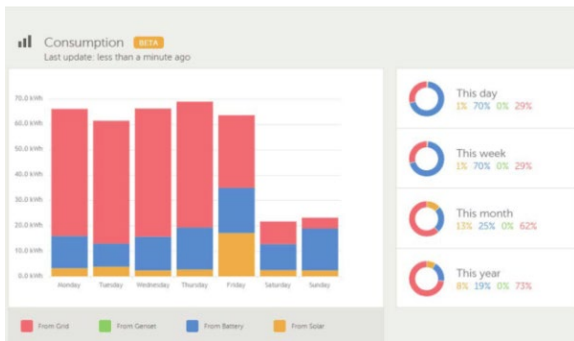 Consumption BETA
Last update: less than a minute ago
70.0 kWh
60.0 kWh
50.0 kWh
40.0 kWh
30.0 kWh
20.0 kWh
10.0 kWh
0.0 kWh
Monday Tuesday Wednesday Thursday Friday Saturday Sunday
From Grid From Genset From Battery From Solar
This day
1% 70% 0% 29%
This week
1% 70% 0% 29%
This month
13% 25% 0% 62%
This year
8% 19% 0% 73%